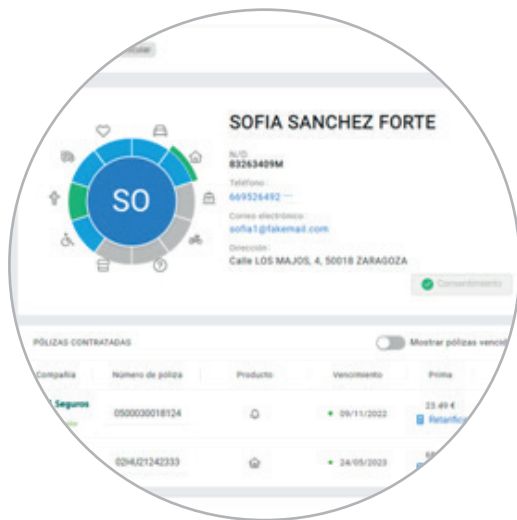 SO
SOFIA SANCHEZ FORTE
83263409M
Teléfono:
669526492
Correo electrónico:
sofia1@fakemail.com
Dirección:
Calle LOS MAJOS, 4, 50018 ZARAGOZA
Consentimiento
PÓLIZAS CONTRATADAS
Mostrar pólizas vencid
Compañía Número de póliza Producto Vencimiento Prima
Seguros 0500030018124 09/11/2022 23.49 €
Retarific
02HU21242333 24/05/2023